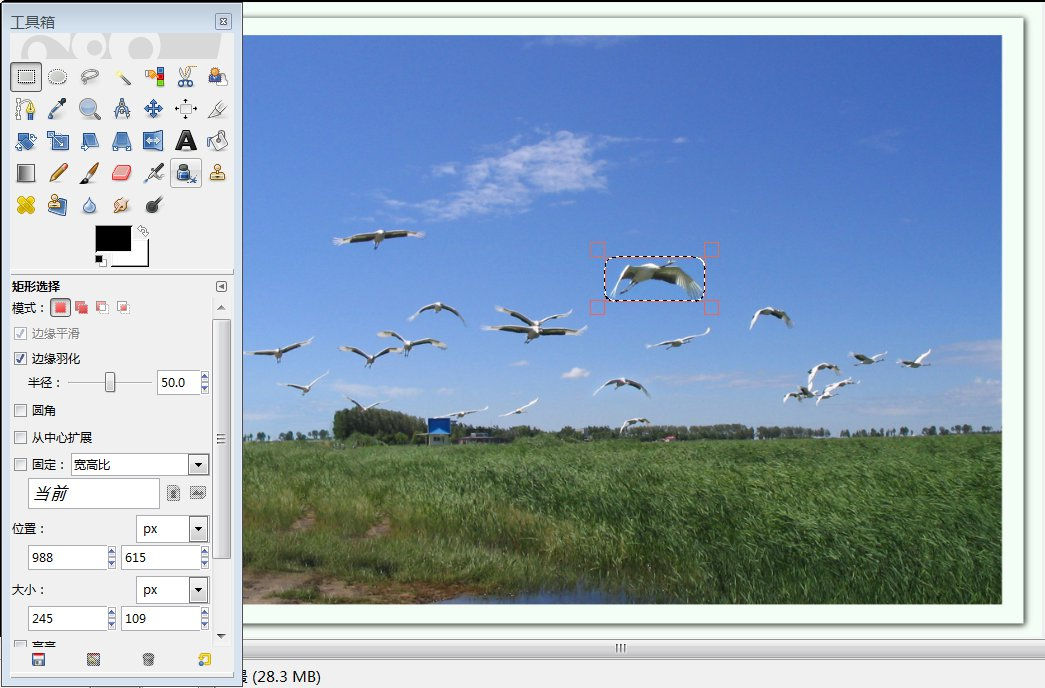 工具箱
矩形选择
模式：
边缘平滑
边缘羽化
半径： 50.0
圆角
从中心扩展
固定： 宽高比
当前
位置： px
988 615
大小： px
245 109
(28.3 MB)